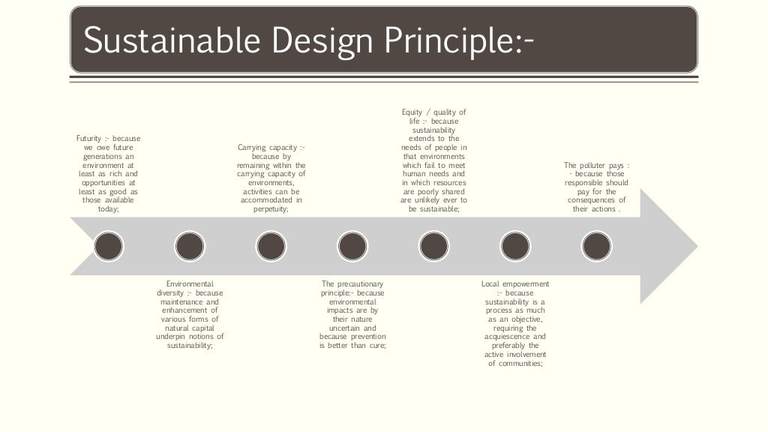 Sustainable Design Principle:-
Futurity :- because
we owe future
generations an
environment at
least as rich and
opportunities at
least as good as
those available
today;
Environmental
diversity :- because
maintenance and
enhancement of
various forms of
natural capital
underpin notions of
sustainability;
Carrying capacity :-
because by
remaining within the
carrying capacity of
environments,
activities can be
accommodated in
perpetuity;
The precautionary
principle:- because
environmental
impacts are by
their nature
uncertain and
because prevention
is better than cure;
Equity / quality of
life :- because
sustainability
extends to the
needs of people in
that environments
which fail to meet
human needs and
in which resources
are poorly shared
are unlikely ever to
be sustainable;
Local empowerment
:- because
sustainability is a
process as much
as an objective,
requiring the
acquiescence and
preferably the
active involvement
of communities;
The polluter pays :
- because those
responsible should
pay for the
consequences of
their actions .